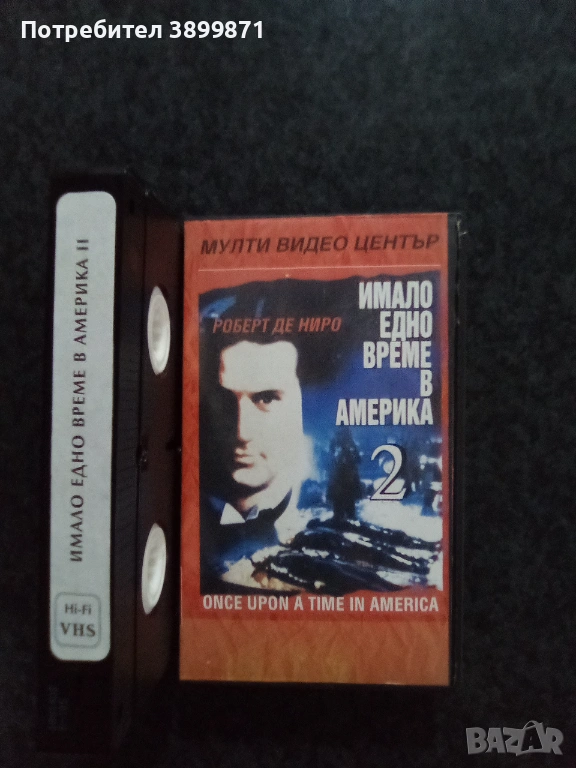 Потребител 3899871
ИМАЛО ЕДНО ВРЕМЕ В АМЕРИКА II
Hi-Fi
VHS
МУЛТИ ВИДЕО ЦЕНТЪР
РОБЕРТ ДЕ НИРО
ИМАЛО
ЕДНО
ВРЕМЕ
В
АМЕРИКА
2
ONCE UPON A TIME IN AMERICA
BAZAR